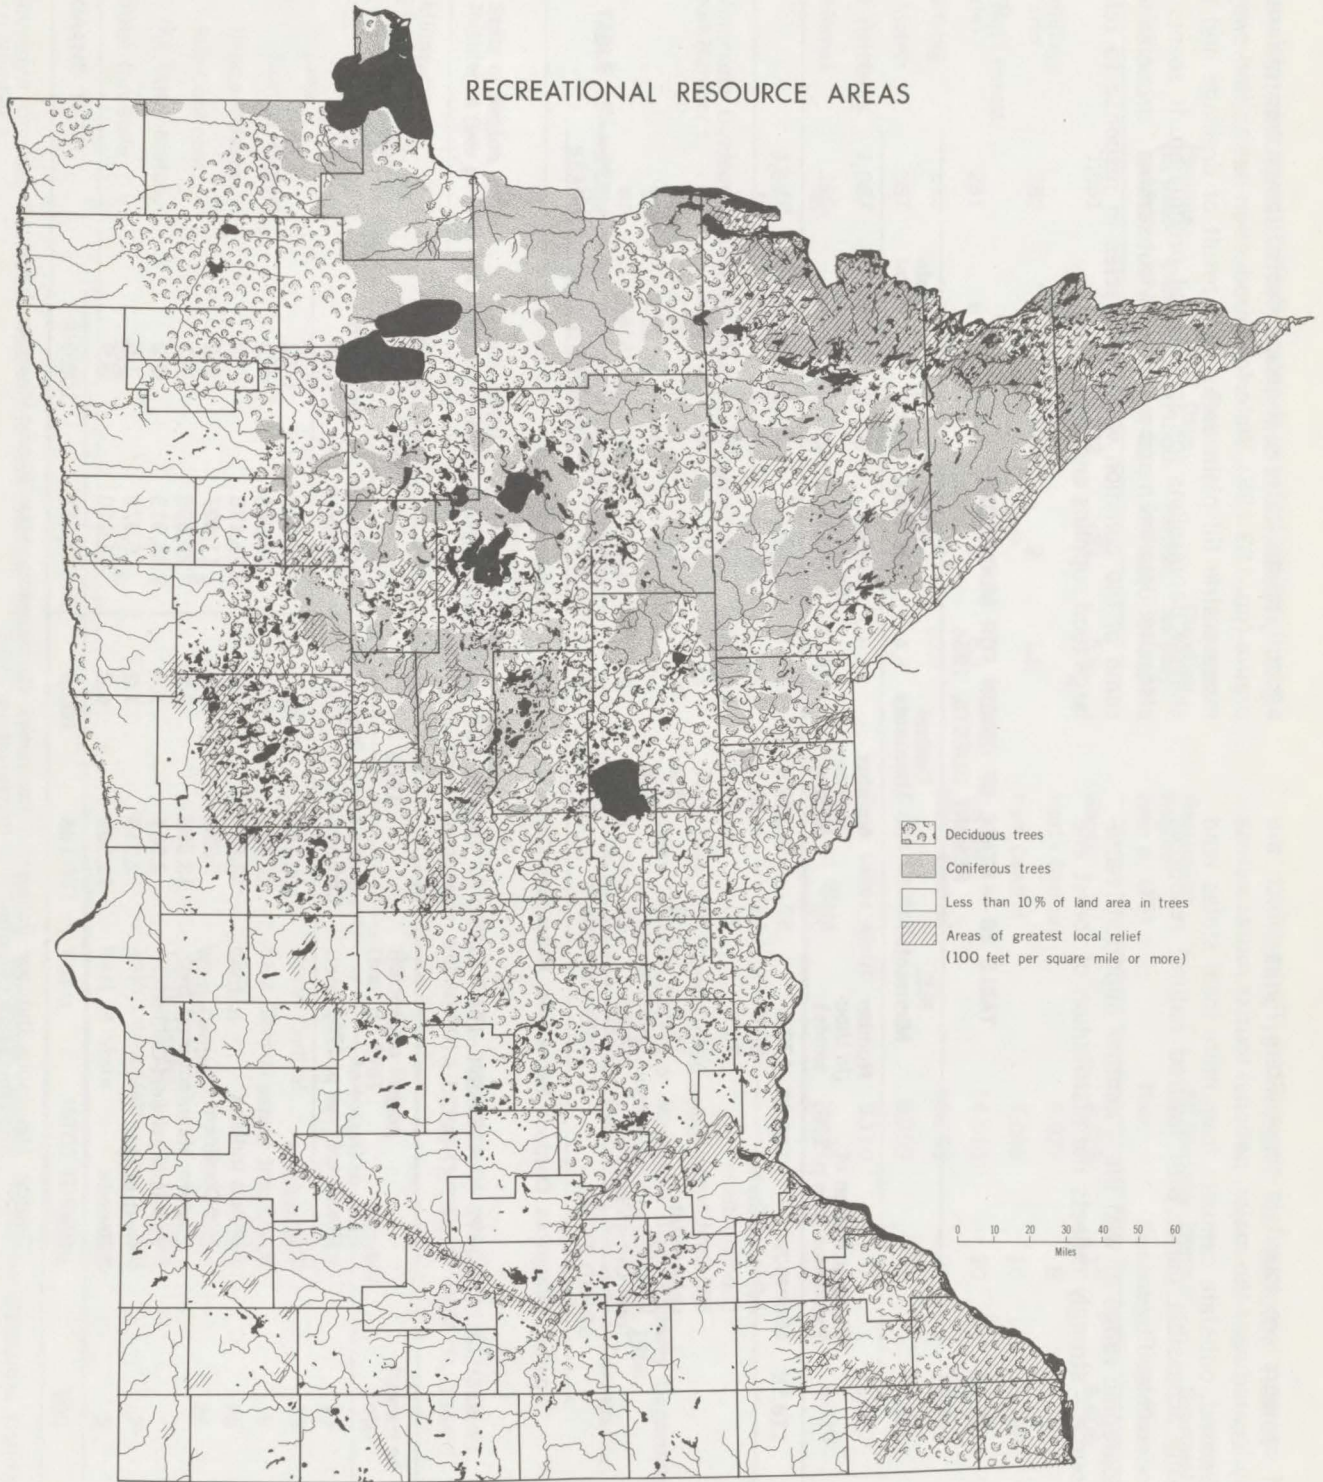 RECREATIONAL RESOURCE AREAS
Deciduous trees
Coniferous trees
Less than 10% of land area in trees
Areas of greatest local relief
(100 feet per square mile or more)
0 10 20 30 40 50 60
Miles